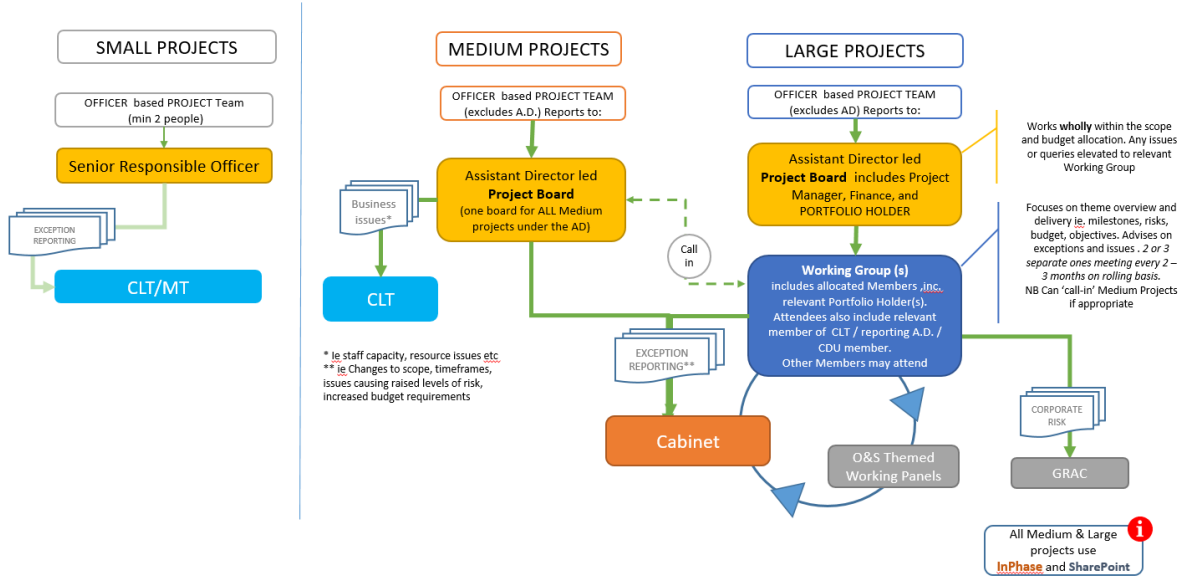 SMALL PROJECTS
OFFICER based PROJECT Team
(min 2 people)
Senior Responsible Officer
EXCEPTION
REPORTING
CLT/MT
MEDIUM PROJECTS
OFFICER based PROJECT TEAM
(excludes A.D.) Reports to:
Assistant Director led
Project Board
(one board for ALL Medium
projects under the AD)
Business
issues*
CLT
* Ie staff capacity, resource issues etc
** ie Changes to scope, timeframes,
issues causing raised levels of risk,
increased budget requirements
Call
in
LARGE PROJECTS
OFFICER based PROJECT TEAM
(excludes AD) Reports to:
Assistant Director led
Project Board includes Project
Manager, Finance, and
PORTFOLIO HOLDER
Working Group (s)
includes allocated Members ,inc.
relevant Portfolio Holder(s).
Attendees also include relevant
member of CLT / reporting A.D. /
CDU member.
Other Members may attend
EXCEPTION
REPORTING**
Cabinet
O&S Themed
Working Panels
CORPORATE
RISK
GRAC
Works wholly within the scope
and budget allocation. Any issues
or queries elevated to relevant
Working Group
Focuses on theme overview and
delivery ie. milestones, risks,
budget, objectives. Advises on
exceptions and issues . 2 or 3
separate ones meeting every 2 –
3 months on rolling basis.
NB Can ‘call-in’ Medium Projects
if appropriate
i
All Medium & Large
projects use
InPhase and SharePoint